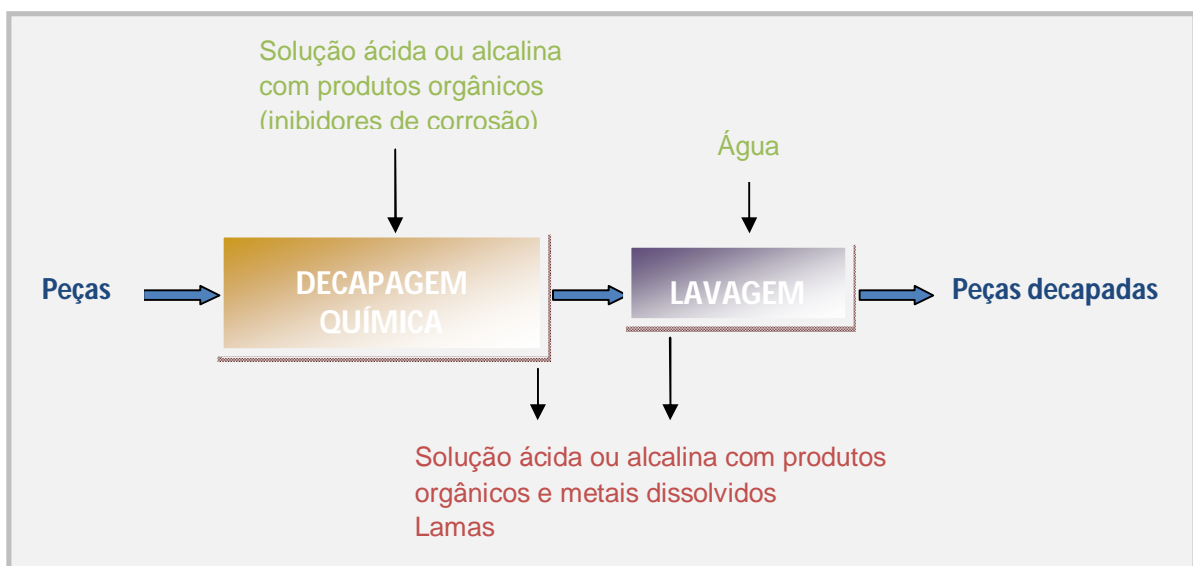 Solução ácida ou alcalina
com produtos orgânicos
(inibidores de corrosão)
Água
Peças
DECAPAGEM
QUÍMICA
LAVAGEM
Peças decapadas
Solução ácida ou alcalina com produtos
orgânicos e metais dissolvidos
Lamas